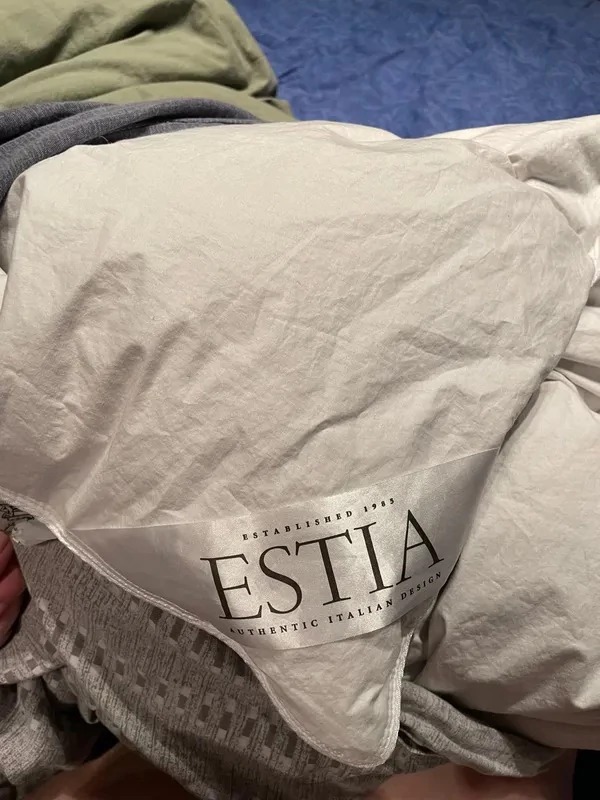 ESTABLISHED 1985
ESTIA
AUTHENTIC ITALIAN DESIGN